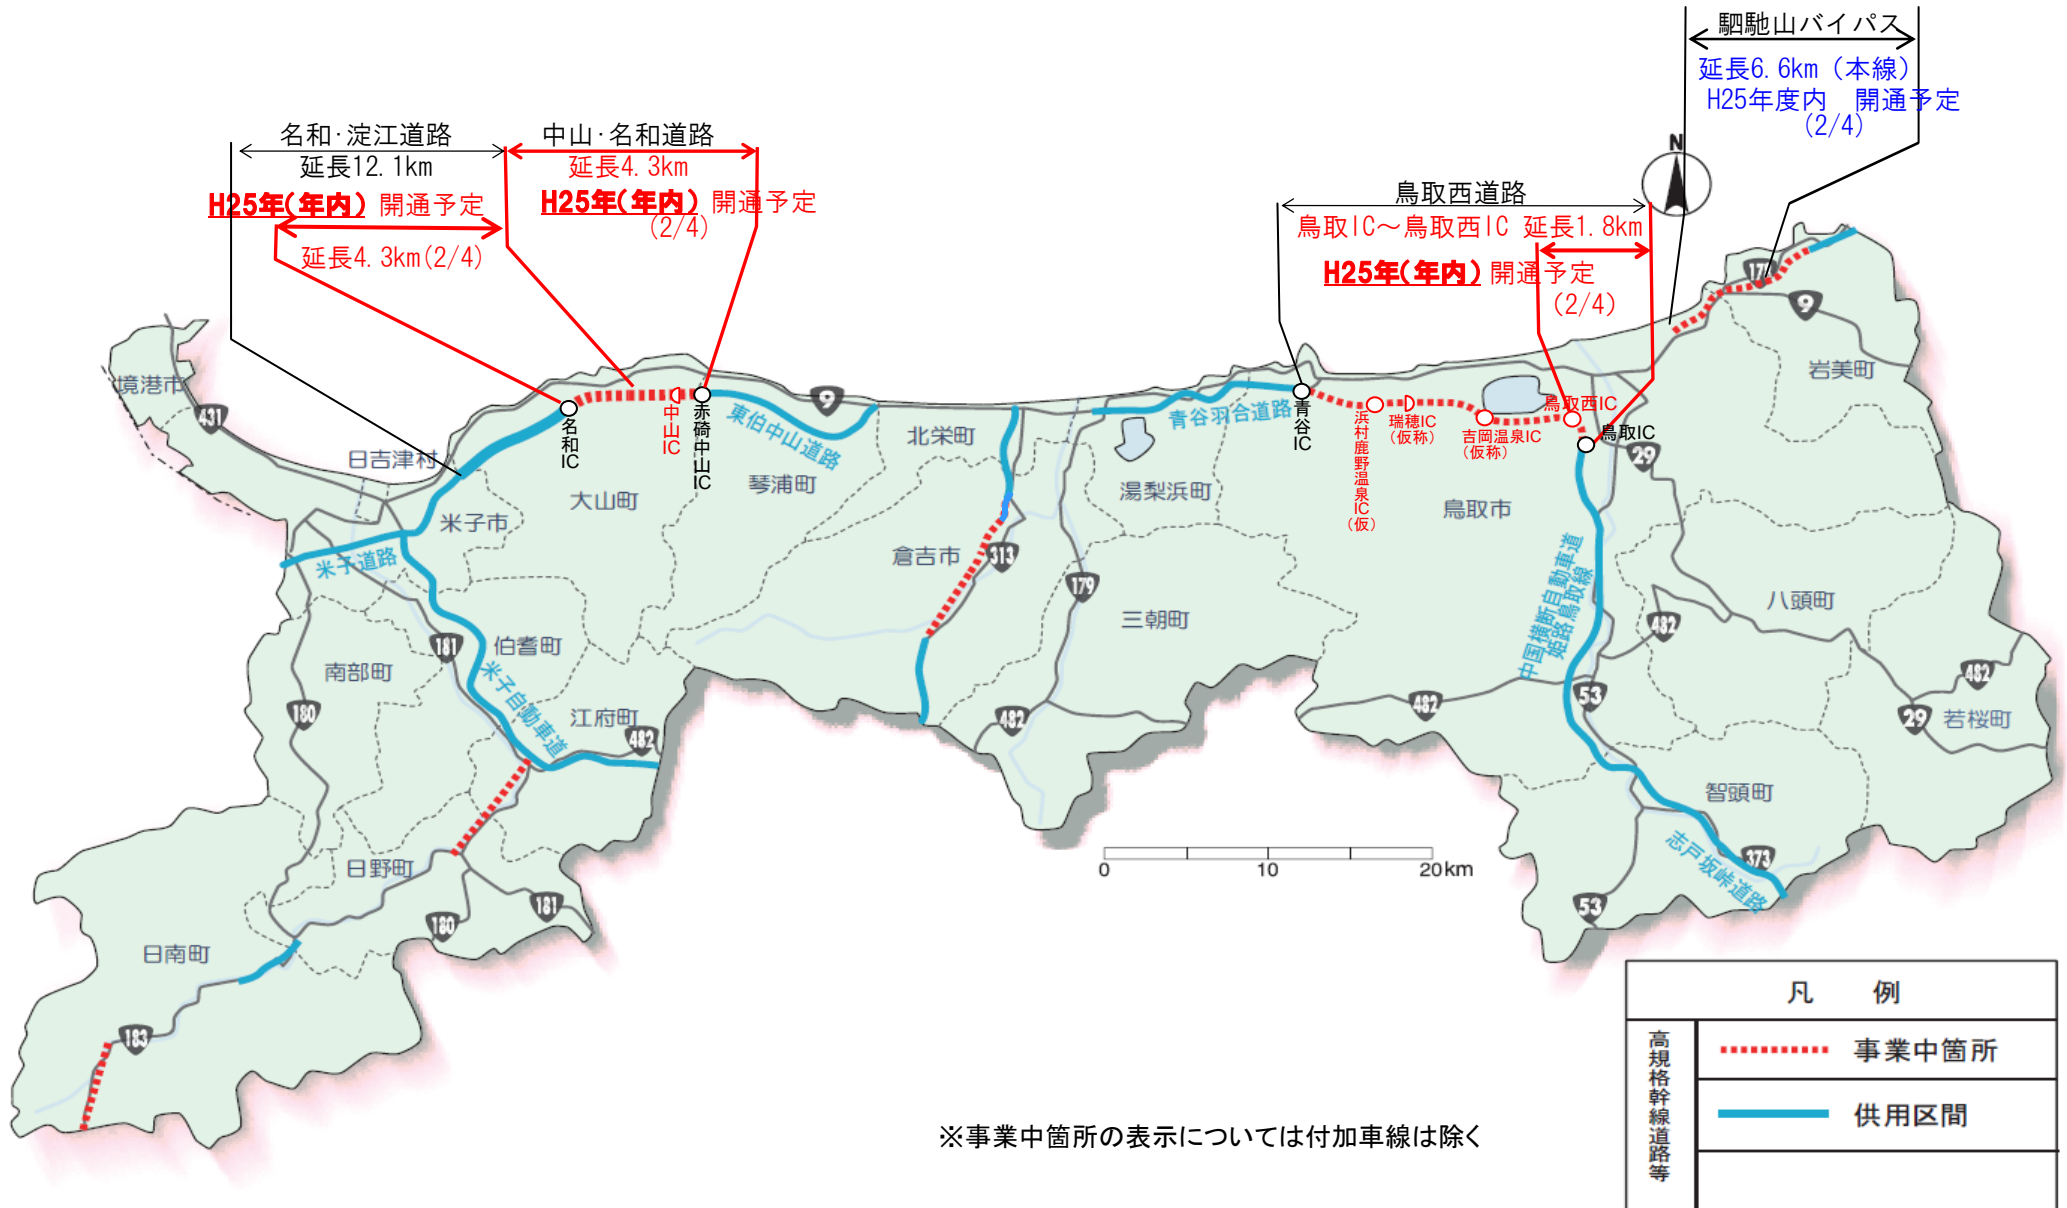 駟馳山バイパス
延長6.6km（本線）
H25年度内　開通予定
(2/4)
名和･淀江道路
延長12.1km
H25年(年内) 開通予定
延長4.3km(2/4)
中山･名和道路
延長4.3km
H25年(年内) 開通予定
(2/4)
鳥取西道路
鳥取IC～鳥取西IC 延長1.8km
H25年(年内) 開通予定
(2/4)
N
178
9
岩美町
境港市
431
日吉津村
名和IC
中山IC
赤碕中山IC
東伯中山道路
9
北栄町
青谷羽合道路
青谷IC
浜村鹿野温泉IC(仮)
瑞穂IC
(仮称)
吉岡温泉IC
(仮称)
鳥取西IC
鳥取IC
29
米子市
大山町
琴浦町
湯梨浜町
鳥取市
米子道路
倉吉市
313
179
中国横断自動車道
姫路鳥取線
八頭町
482
三朝町
181
伯耆町
南部町
米子自動車道
180
江府町
482
482
482
53
482
29
若桜町
智頭町
373
志戸坂峠道路
日野町
0
10
20km
181
180
53
日南町
183
※事業中箇所の表示については付加車線は除く
凡　例
高規格幹線道路等
事業中箇所
供用区間